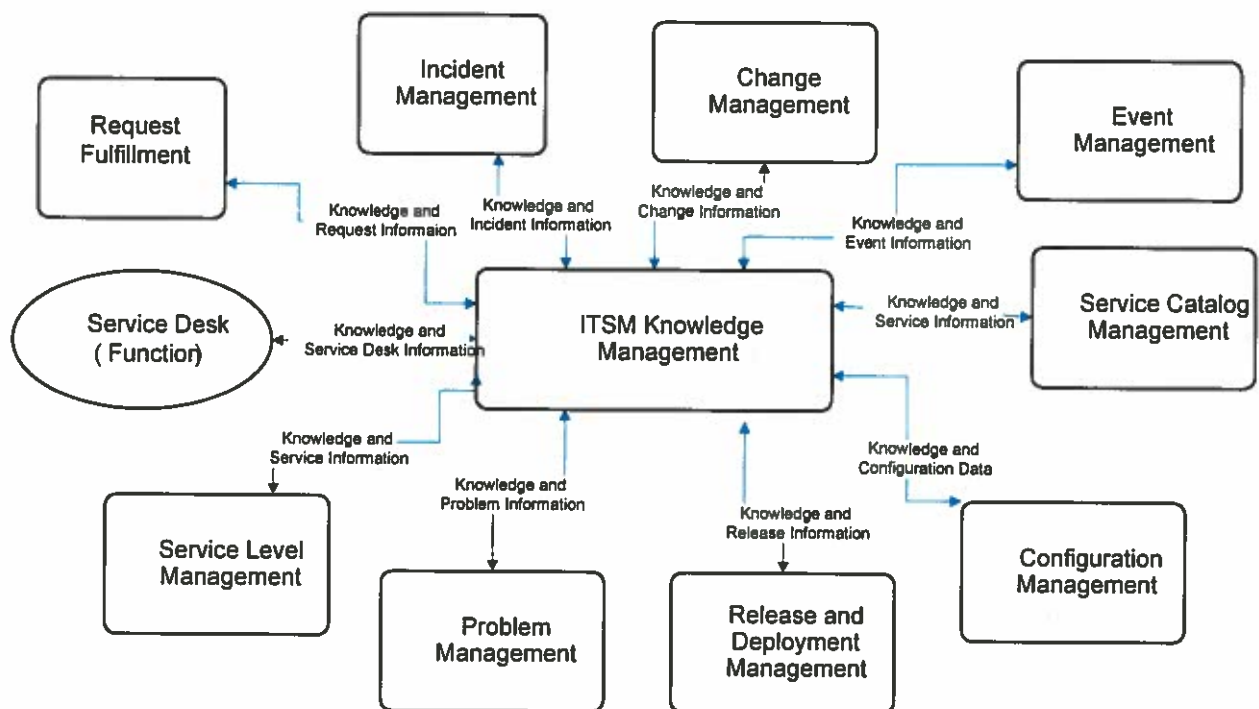 Incident
Management
Change
Management
Event
Management
Request
Fulfillment
Knowledge and
Request Informaion
Knowledge and
Incident Information
Knowledge and
Change Information
Knowledge and
Event Information
Service Desk
( Function)
Knowledge and
Service Desk Information
ITSM Knowledge
Management
Knowledge and
Service Information
Service Catalog
Management
Knowledge and
Service Information
Knowledge and
Configuration Data
Knowledge and
Problem Information
Knowledge and
Release Information
Service Level
Management
Problem
Management
Release and
Deployment
Management
Configuration
Management